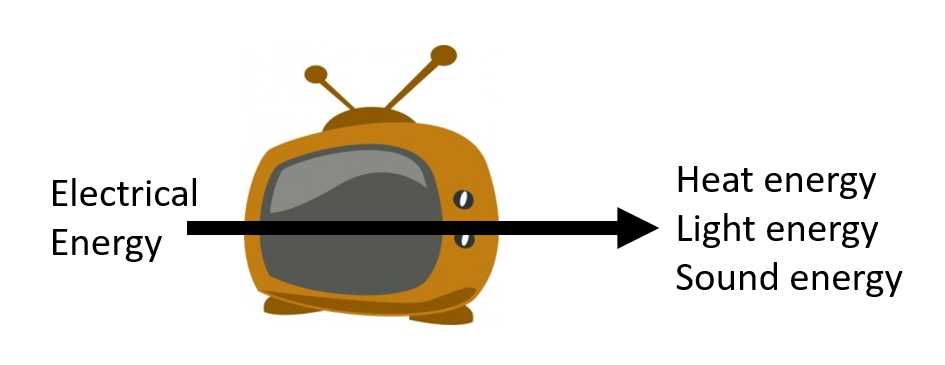 Electrical
Energy
Heat energy
Light energy
Sound energy